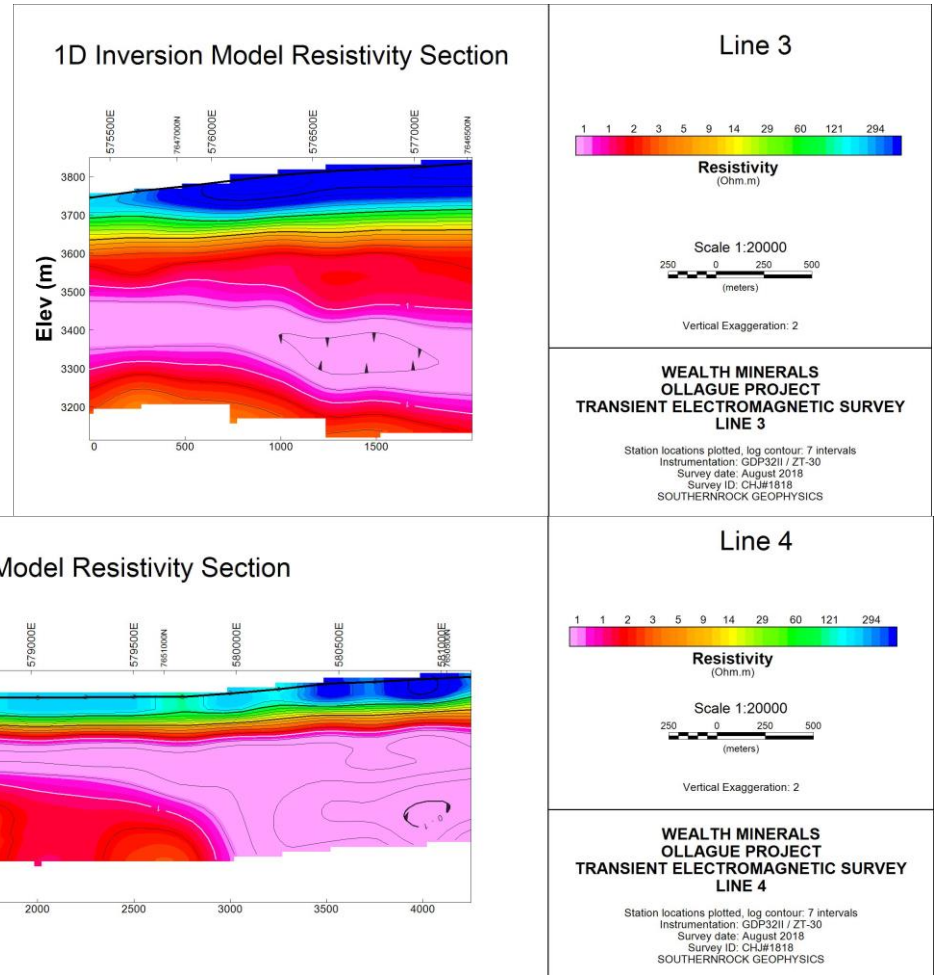 1D Inversion Model Resistivity Section
575500E
7647000N
576000E
576500E
577000E
7646500N
Elev (m)
3800
3700
3600
3500
3400
3300
3200
1
1
0
500
1000
1500
Line 3
1 1 2 3 5 9 14 29 60 121 294
Resistivity
(Ohm.m)
Scale 1:20000
250 0 250 500
(meters)
Vertical Exaggeration: 2
WEALTH MINERALS
OLLAGUE PROJECT
TRANSIENT ELECTROMAGNETIC SURVEY
LINE 3
Station locations plotted, log contour: 7 intervals
Instrumentation: GDP32II / ZT-30
Survey date: August 2018
Survey ID: CHJ#1818
SOUTHERNROCK GEOPHYSICS
Model Resistivity Section
579000E
579500E
7651000N
580000E
580500E
581000E
1
2000
2500
3000
3500
4000
Line 4
1 1 2 3 5 9 14 29 60 121 294
Resistivity
(Ohm.m)
Scale 1:20000
250 0 250 500
(meters)
Vertical Exaggeration: 2
WEALTH MINERALS
OLLAGUE PROJECT
TRANSIENT ELECTROMAGNETIC SURVEY
LINE 4
Station locations plotted, log contour: 7 intervals
Instrumentation: GDP32II / ZT-30
Survey date: August 2018
Survey ID: CHJ#1818
SOUTHERNROCK GEOPHYSICS